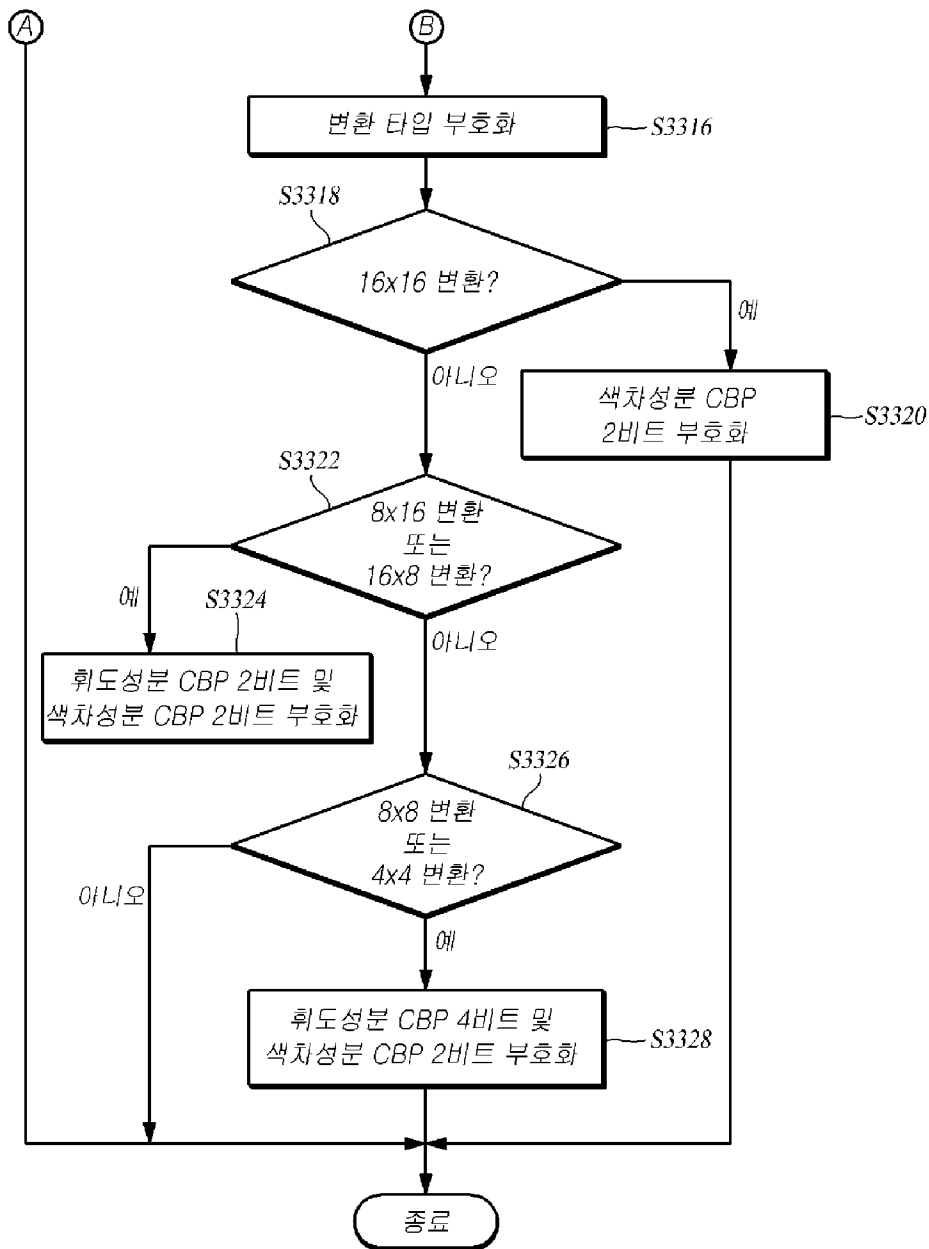 A
B
변환 타입 부호화
S3316
S3318
16x16 변환?
예
아니오
색차성분 CBP
2비트 부호화
S3320
S3322
8x16 변환
또는
16x8 변환?
예
아니오
S3324
휘도성분 CBP 2비트 및
색차성분 CBP 2비트 부호화
S3326
8x8 변환
또는
4x4 변환?
아니오
예
휘도성분 CBP 4비트 및
색차성분 CBP 2비트 부호화
S3328
종료